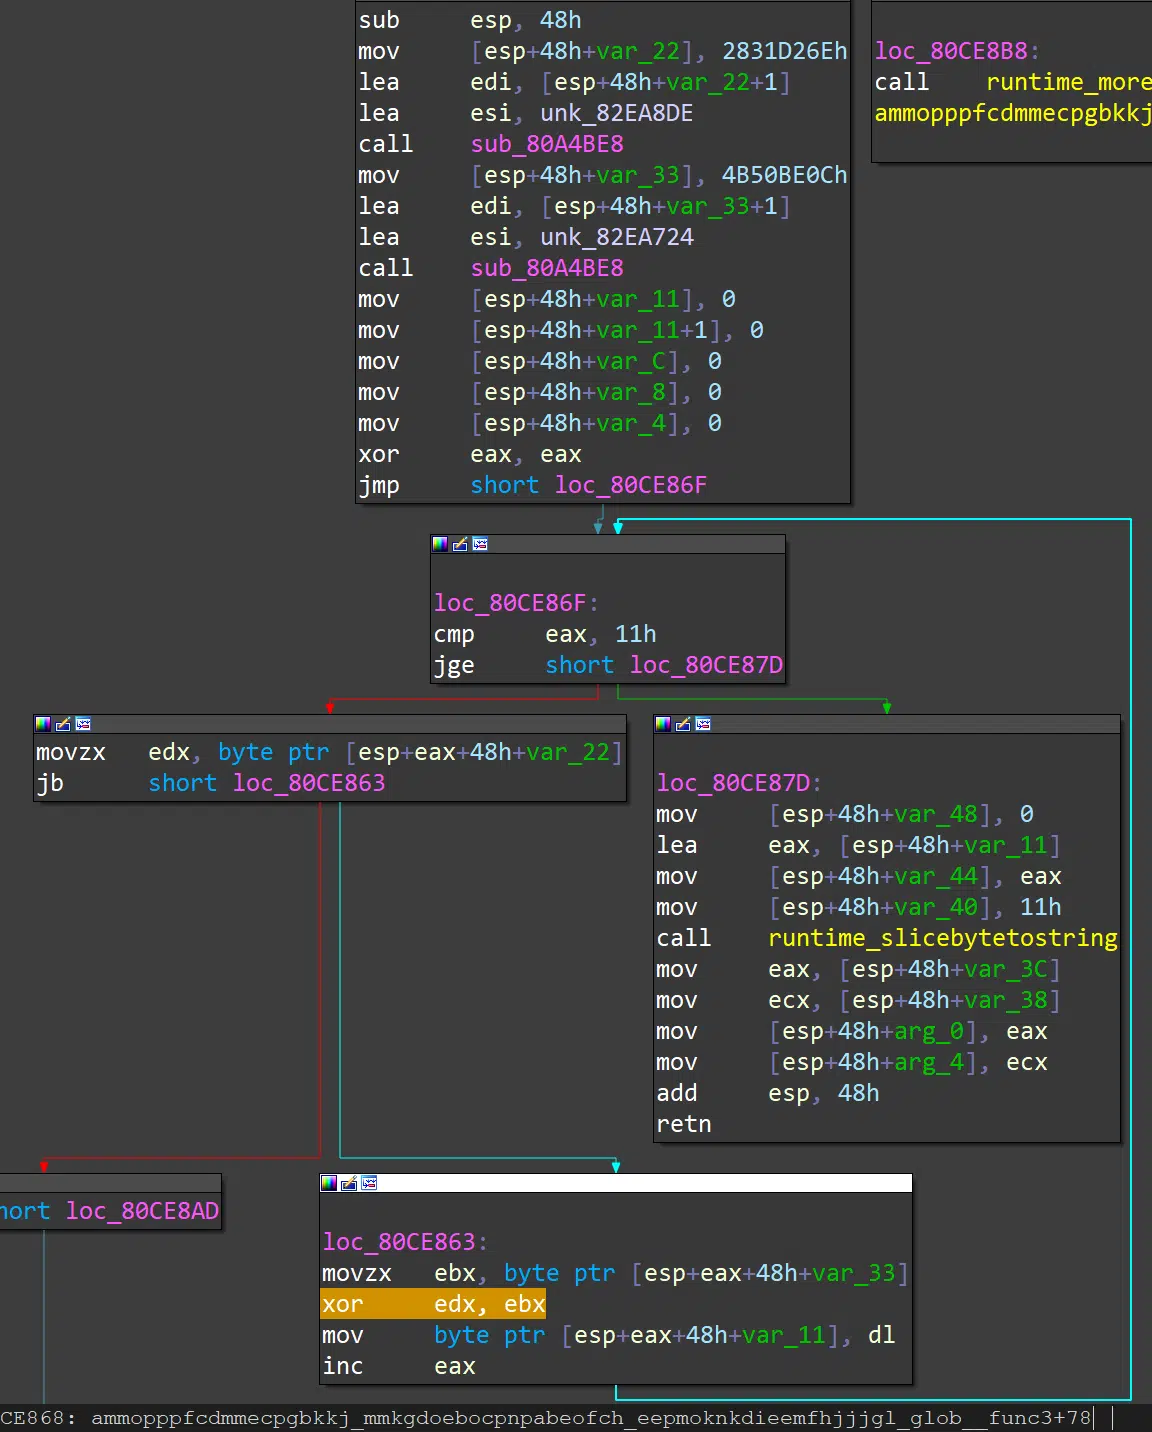 sub esp, 48h
mov [esp+48h+var_22], 2831D26Eh
lea edi, [esp+48h+var_22+1]
lea esi, unk_82EA8DE
call sub_80A4BE8
mov [esp+48h+var_33], 4B50BE0Ch
lea edi, [esp+48h+var_33+1]
lea esi, unk_82EA724
call sub_80A4BE8
mov [esp+48h+var_11], 0
mov [esp+48h+var_11+1], 0
mov [esp+48h+var_C], 0
mov [esp+48h+var_8], 0
mov [esp+48h+var_4], 0
xor eax, eax
jmp short loc_80CE86F
loc_80CE8B8:
call runtime_more
ammopppfcdmmecpgbkkj
loc_80CE86F:
cmp eax, 11h
jge short loc_80CE87D
movzx edx, byte ptr [esp+eax+48h+var_22]
jb short loc_80CE863
loc_80CE87D:
mov [esp+48h+var_48], 0
lea eax, [esp+48h+var_11]
mov [esp+48h+var_44], eax
mov [esp+48h+var_40], 11h
call runtime_slicebytetostring
mov eax, [esp+48h+var_3C]
mov ecx, [esp+48h+var_38]
mov [esp+48h+arg_0], eax
mov [esp+48h+arg_4], ecx
add esp, 48h
retn
hort loc_80CE8AD
loc_80CE863:
movzx ebx, byte ptr [esp+eax+48h+var_33]
xor edx, ebx
mov byte ptr [esp+eax+48h+var_11], dl
inc eax
CE868: ammopppfcdmmecpgbkkj_mmkgdoebocpnpabeofch_eepmoknkdieemfhjjjgl_glob__func3+78